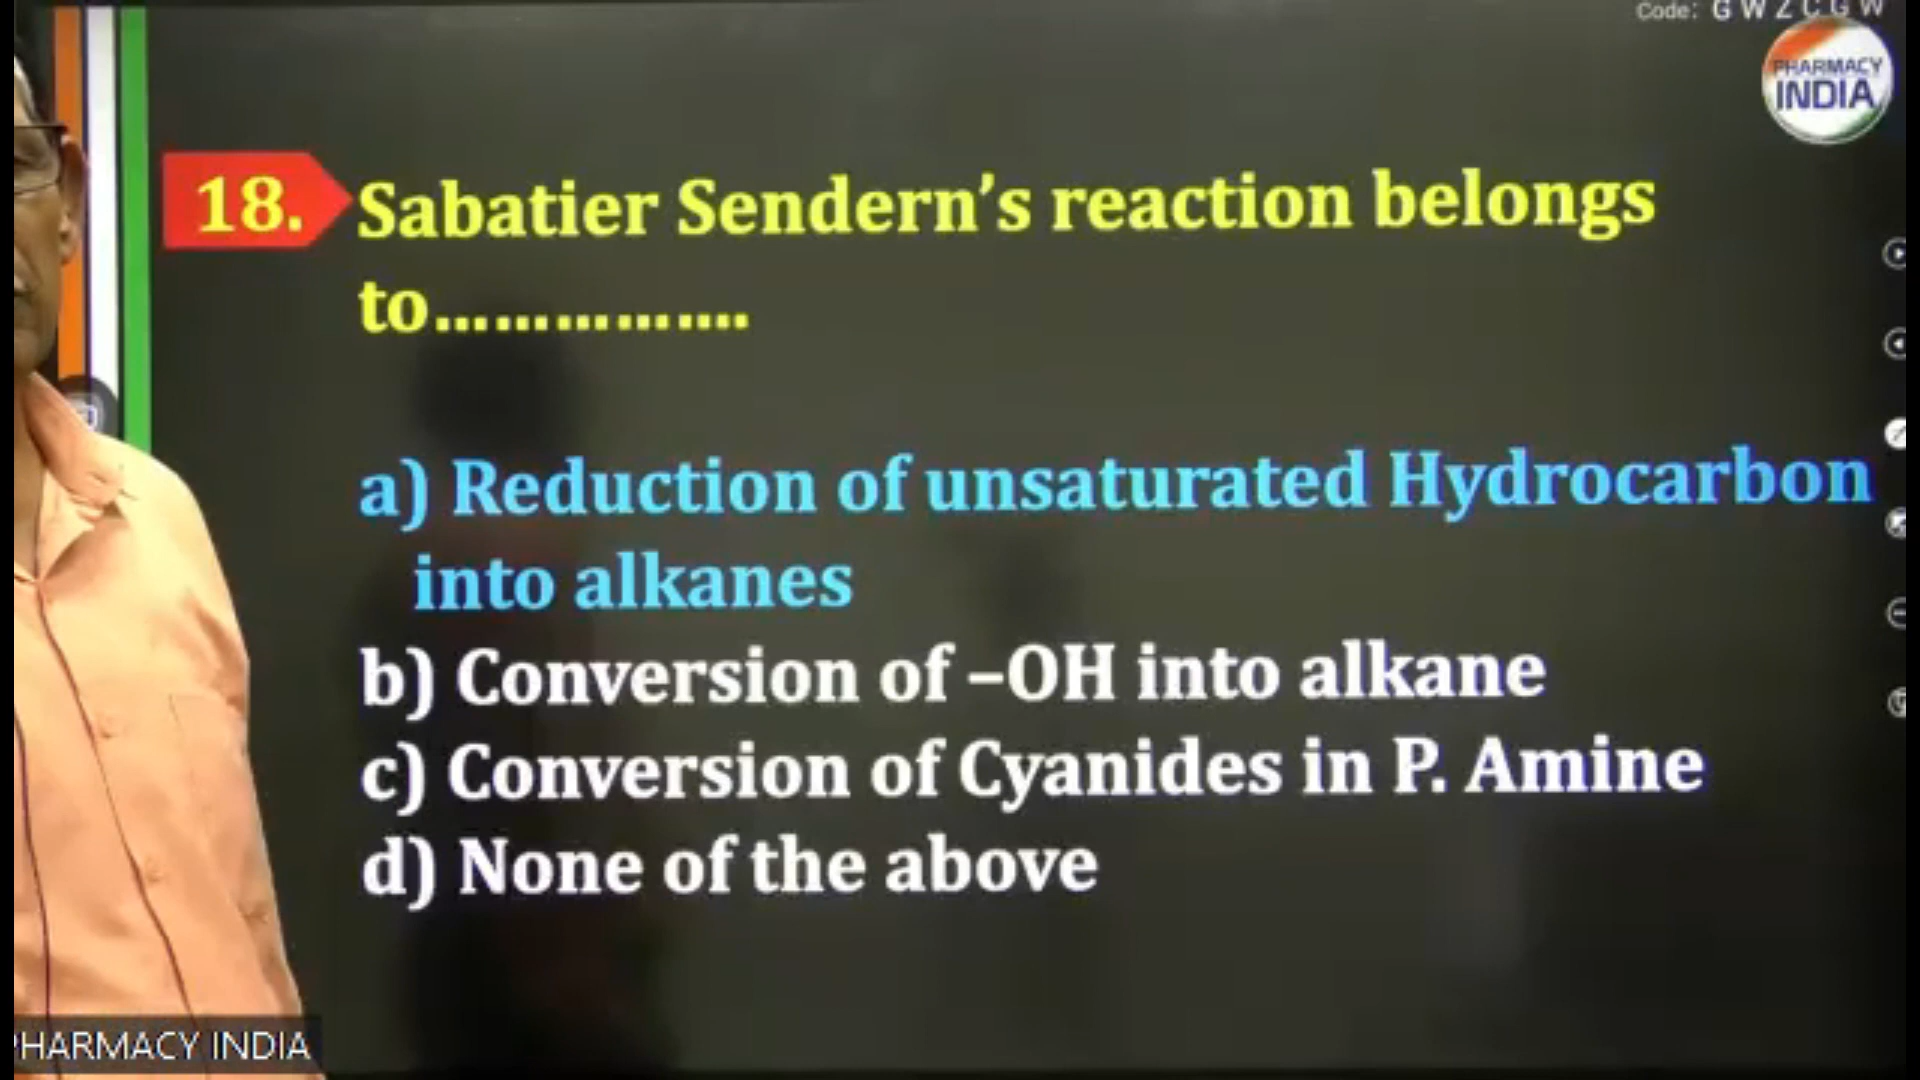 Code: G W Z C G W
PHARMACY
INDIA
18. Sabatier Sendern’s reaction belongs
to................
a) Reduction of unsaturated Hydrocarbon
into alkanes
b) Conversion of –OH into alkane
c) Conversion of Cyanides in P. Amine
d) None of the above
PHARMACY INDIA